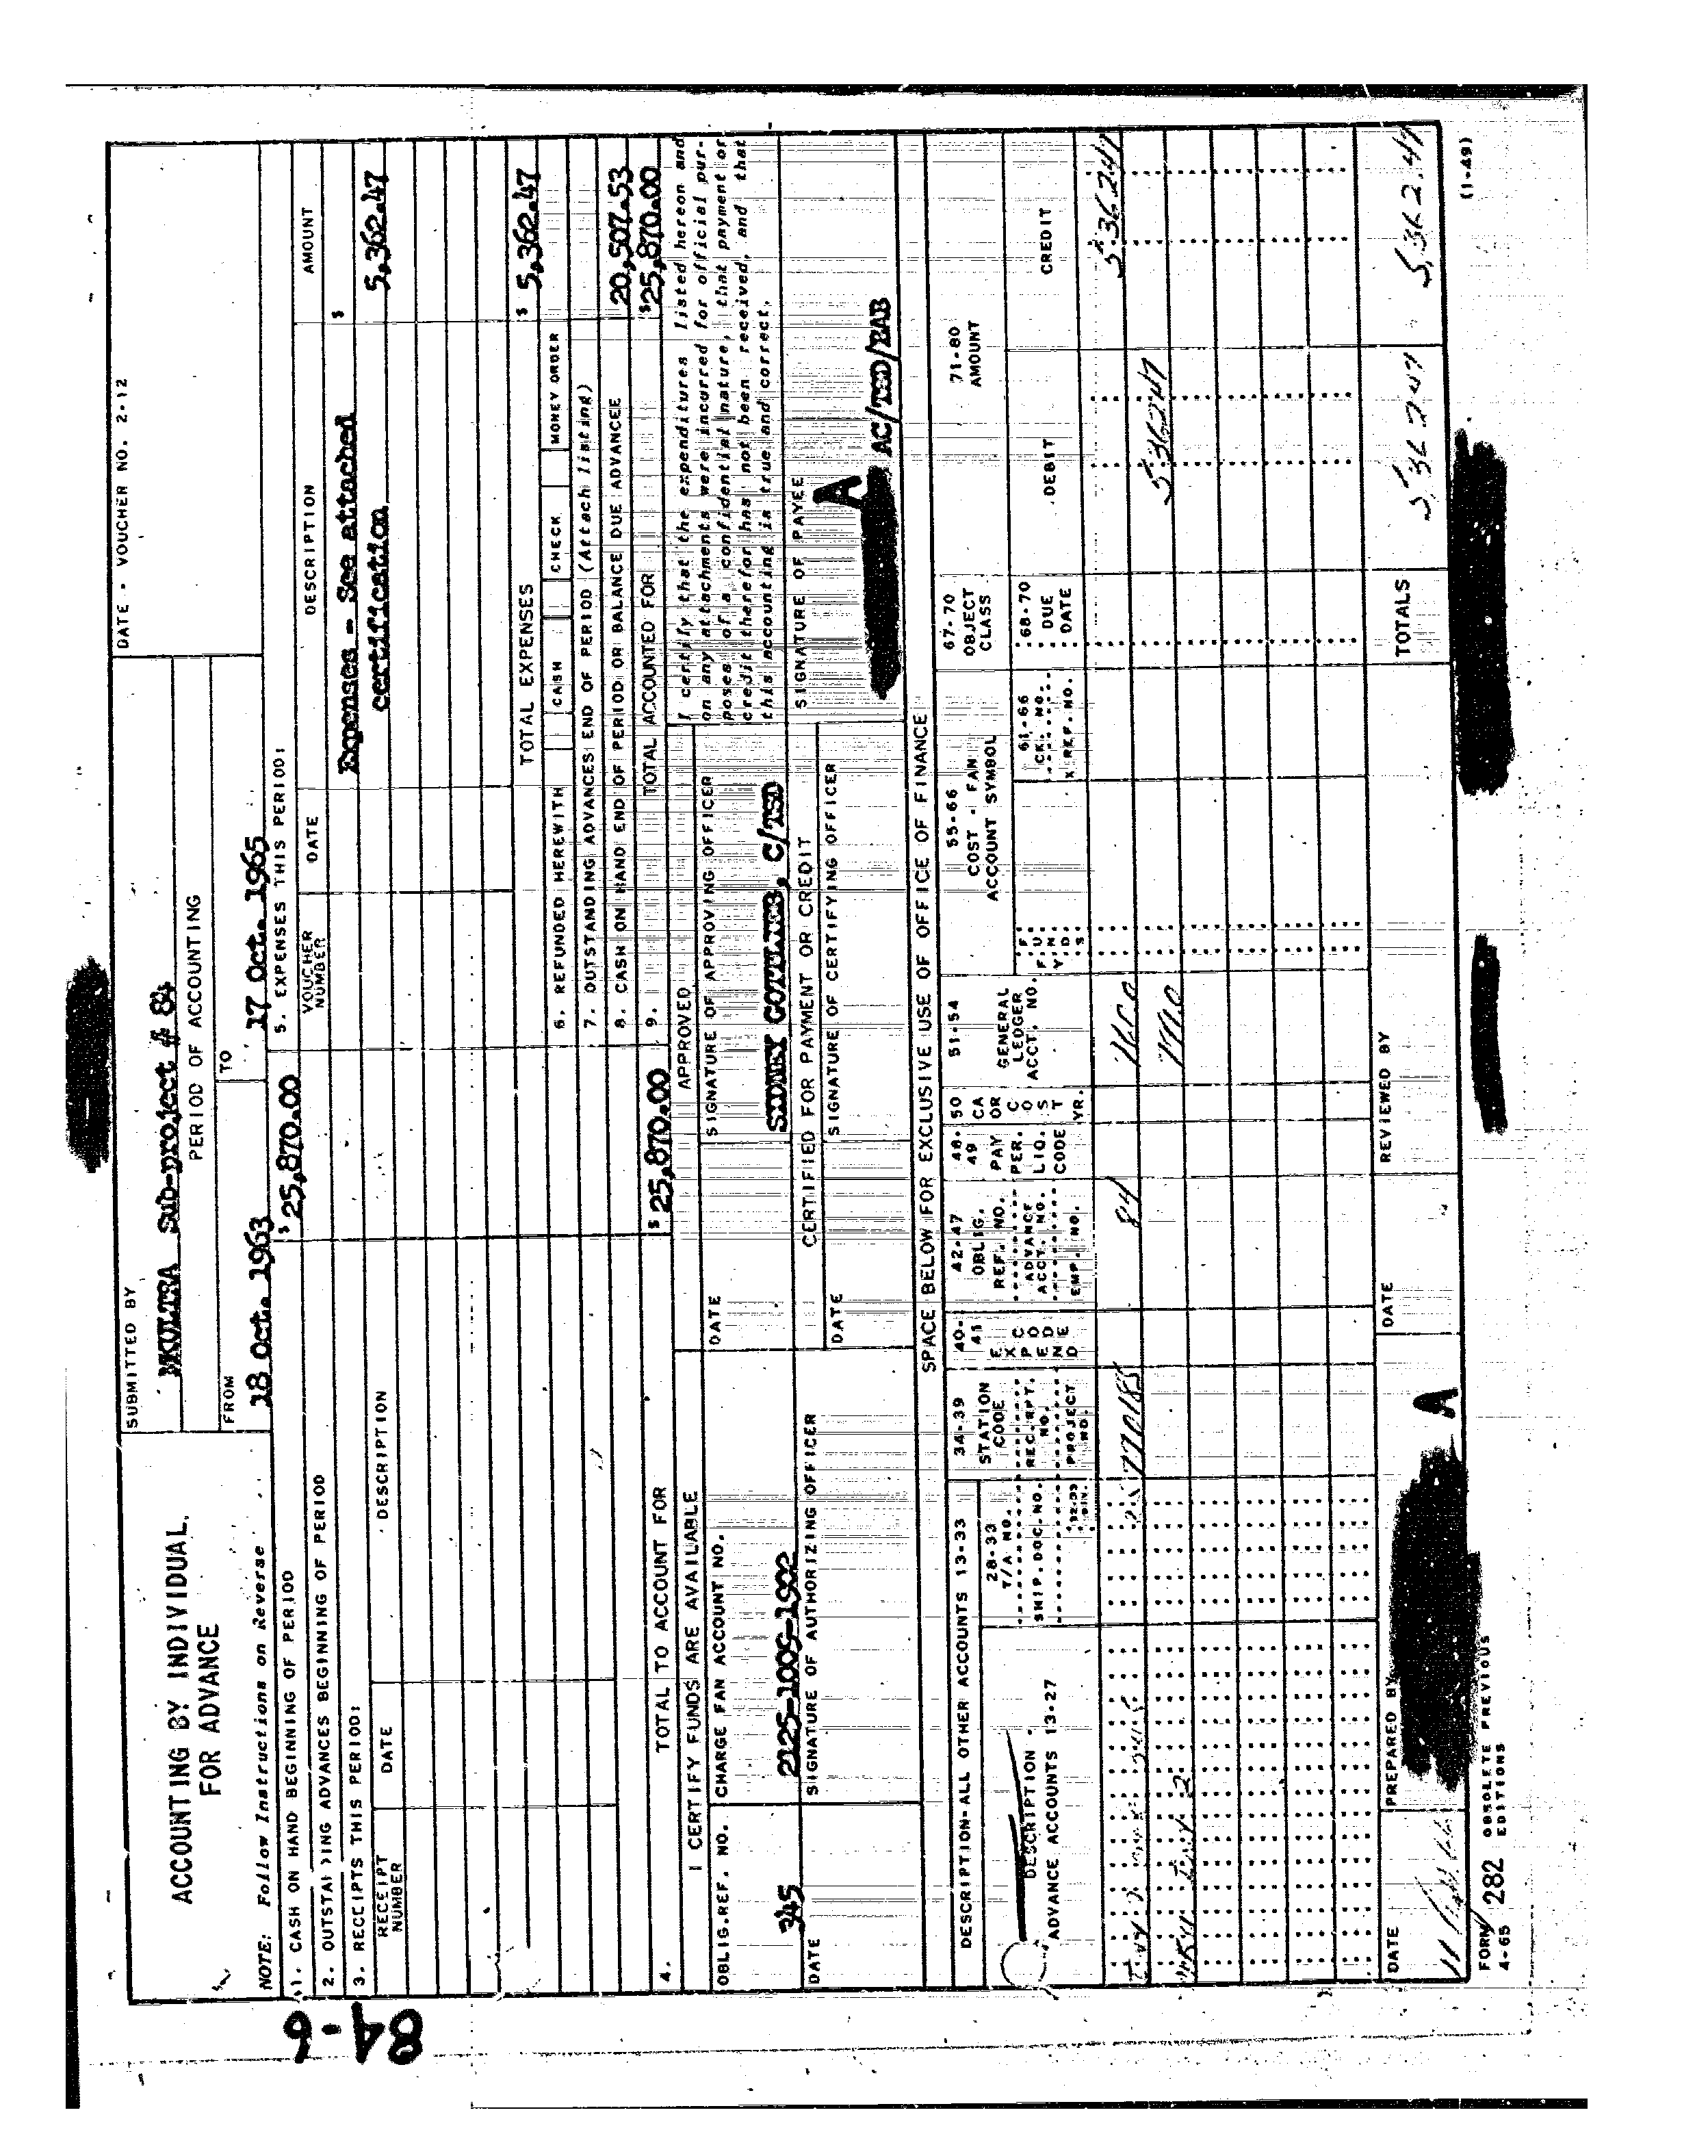 84-6
ACCOUNTING BY INDIVIDUAL
FOR ADVANCE
NOTE: Follow Instructions on Reverse
SUBMITTED BY
MKULTRA Sub-project # 84
PERIOD OF ACCOUNTING
FROM
18 Oct. 1963
TO
17 Oct. 1965
DATE - VOUCHER NO. 2-12
1. CASH ON HAND BEGINNING OF PERIOD
$ 25,870.00
2. OUTSTANDING ADVANCES BEGINNING OF PERIOD
3. RECEIPTS THIS PERIOD:
RECEIPT NUMBER
DATE
DESCRIPTION
4. TOTAL TO ACCOUNT FOR
$ 25,870.00
5. EXPENSES THIS PERIOD:
VOUCHER NUMBER
DATE
DESCRIPTION
AMOUNT
Expenses - See attached
$
certification
5,362.47
TOTAL EXPENSES
$ 5,362.47
6. REFUNDED HEREWITH
CASH
CHECK
MONEY ORDER
7. OUTSTANDING ADVANCES END OF PERIOD (Attach listing)
8. CASH ON HAND END OF PERIOD OR BALANCE DUE ADVANCEE
20,507.53
9. TOTAL ACCOUNTED FOR
$25,870.00
I CERTIFY FUNDS ARE AVAILABLE
OBLIG.REF. NO.
345
CHARGE FAN ACCOUNT NO.
2125-1009-1902
DATE
SIGNATURE OF AUTHORIZING OFFICER
APPROVED
DATE
SIGNATURE OF APPROVING OFFICER
SIDNEY GOTTLIEB, C/TSD
CERTIFIED FOR PAYMENT OR CREDIT
DATE
SIGNATURE OF CERTIFYING OFFICER
I certify that the expenditures listed hereon and
on any attachments were incurred for official pur-
poses of a confidential nature, that payment or
credit therefor has not been received, and that
this accounting is true and correct.
SIGNATURE OF PAYEE
A
AC/TSD/BAB
SPACE BELOW FOR EXCLUSIVE USE OF OFFICE OF FINANCE
DESCRIPTION-ALL OTHER ACCOUNTS 13-33
DESCRIPTION
ADVANCE ACCOUNTS 13-27
28-33
T/A NO.
SHIP.DOC.NO.
32-33
DIV.
34-39
STATION CODE
REC.RPT. NO.
PROJECT NO.
40-41
EXPEND CODE
42-47
OBLIG. REF. NO.
ADVANCE ACCT. NO.
EMP. NO.
48-49
PAY PER.
LIQ. CODE
50
CA OR COST YR.
51-54
GENERAL LEDGER ACCT. NO.
55-66
COST - FAN
ACCOUNT SYMBOL
F.Y.
FUNDS
61-66
CK. NO.
X REF. NO.
67-70
OBJECT CLASS
68-70
DUE DATE
71-80
AMOUNT
DEBIT
CREDIT
84
5362 47
5362 47
TOTALS
5,362 47
5,362.47
DATE
PREPARED BY
A
DATE
REVIEWED BY
FORM 4-65 282 OBSOLETE PREVIOUS EDITIONS
(1-49)